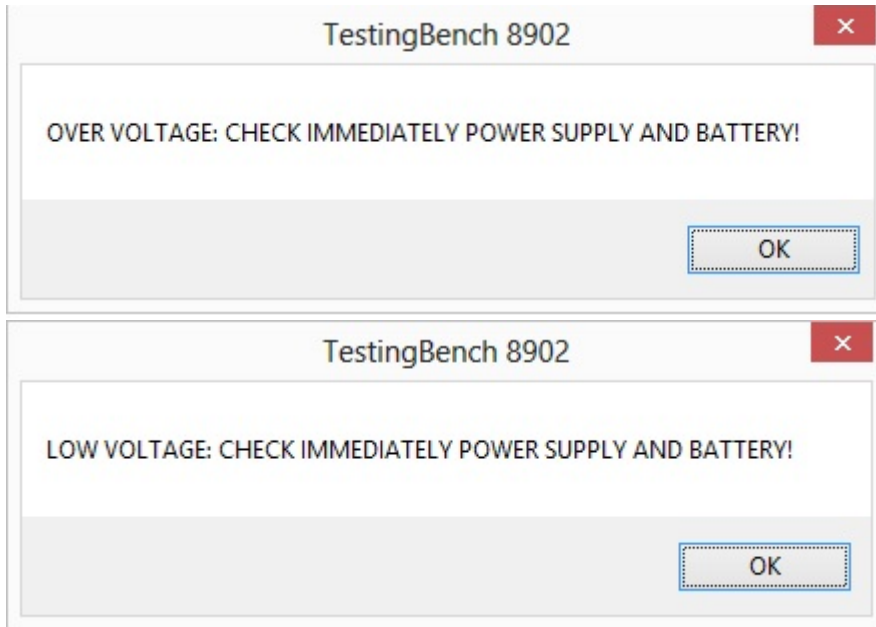 TestingBench 8902
OVER VOLTAGE: CHECK IMMEDIATELY POWER SUPPLY AND BATTERY!
OK
TestingBench 8902
LOW VOLTAGE: CHECK IMMEDIATELY POWER SUPPLY AND BATTERY!
OK